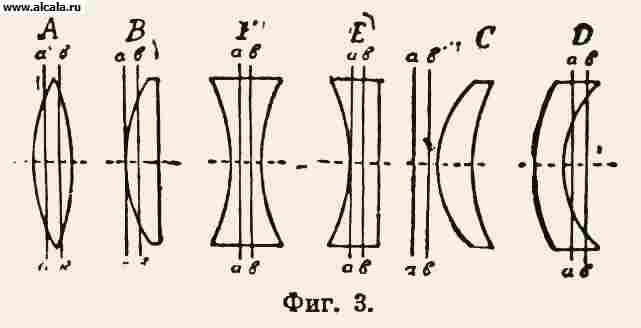 www.alcala.ru
A B F E C D
a в a в a в a в a в a в
a в a в a в a в
Фиг. 3.